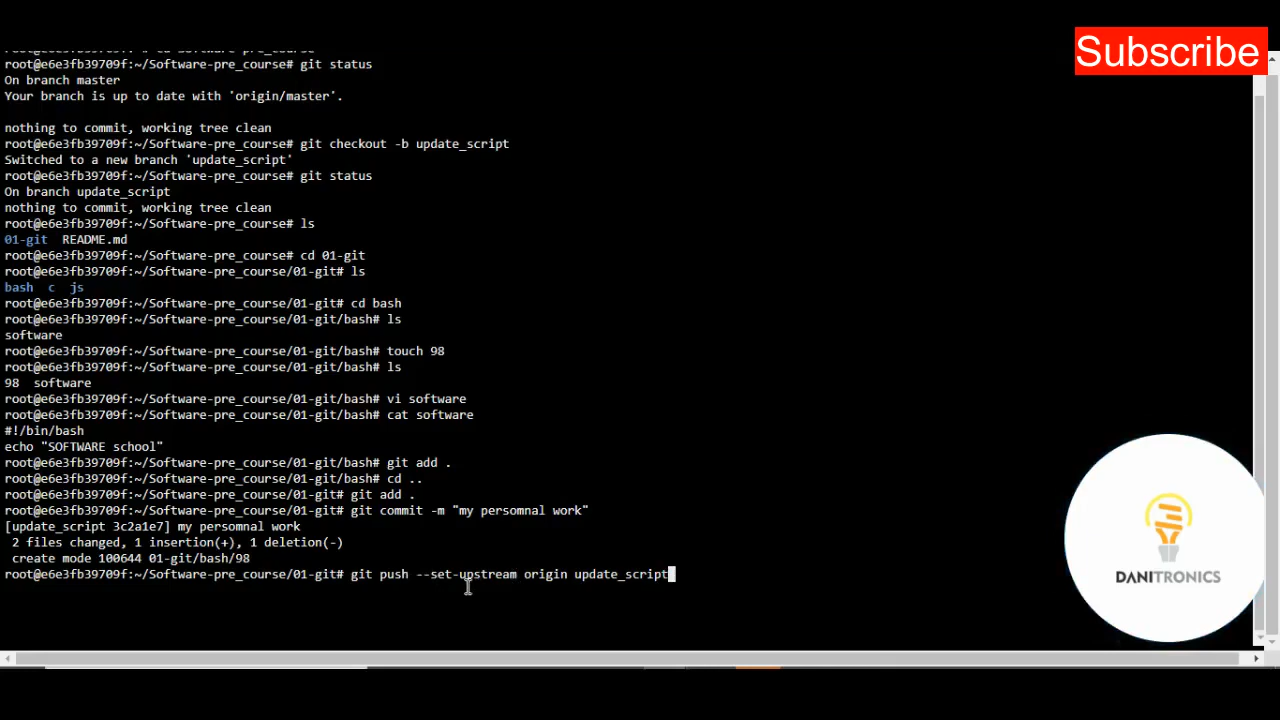 Subscribe
root@e6e3fb39709f:~/Software-pre_course# git status
On branch master
Your branch is up to date with 'origin/master'.
nothing to commit, working tree clean
root@e6e3fb39709f:~/Software-pre_course# git checkout -b update_script
Switched to a new branch 'update_script'
root@e6e3fb39709f:~/Software-pre_course# git status
On branch update_script
nothing to commit, working tree clean
root@e6e3fb39709f:~/Software-pre_course# ls
01-git  README.md
root@e6e3fb39709f:~/Software-pre_course# cd 01-git
root@e6e3fb39709f:~/Software-pre_course/01-git# ls
bash  c  js
root@e6e3fb39709f:~/Software-pre_course/01-git# cd bash
root@e6e3fb39709f:~/Software-pre_course/01-git/bash# ls
software
root@e6e3fb39709f:~/Software-pre_course/01-git/bash# touch 98
root@e6e3fb39709f:~/Software-pre_course/01-git/bash# ls
98  software
root@e6e3fb39709f:~/Software-pre_course/01-git/bash# vi software
root@e6e3fb39709f:~/Software-pre_course/01-git/bash# cat software
#!/bin/bash
echo "SOFTWARE school"
root@e6e3fb39709f:~/Software-pre_course/01-git/bash# git add .
root@e6e3fb39709f:~/Software-pre_course/01-git/bash# cd ..
root@e6e3fb39709f:~/Software-pre_course/01-git# git add .
root@e6e3fb39709f:~/Software-pre_course/01-git# git commit -m "my persomnal work"
[update_script 3c2a1e7] my persomnal work
 2 files changed, 1 insertion(+), 1 deletion(-)
 create mode 100644 01-git/bash/98
root@e6e3fb39709f:~/Software-pre_course/01-git# git push --set-upstream origin update_script
DANITRONICS